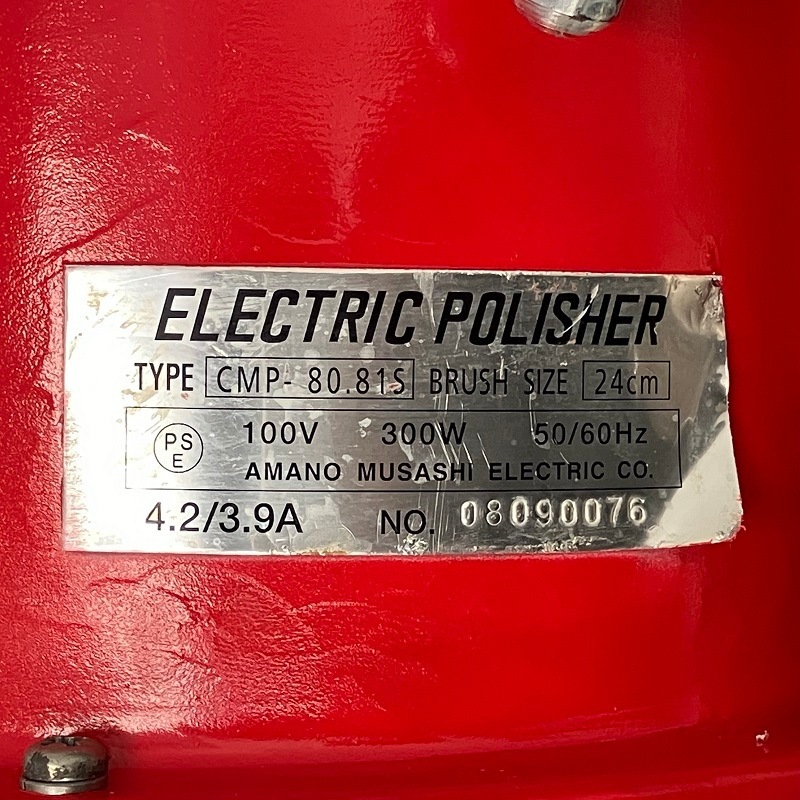 ELECTRIC POLISHER
TYPE CMP- 80.81S BRUSH SIZE 24cm
PS
E
100V 300W 50/60Hz
AMANO MUSASHI ELECTRIC CO.
4.2/3.9A NO. 08090076